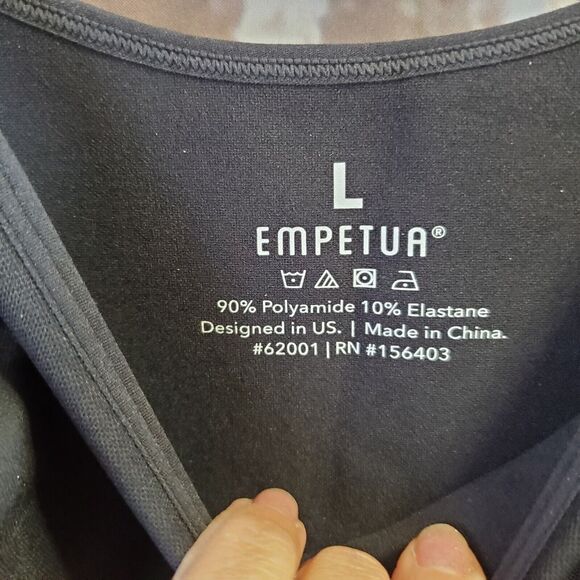 L
EMPETUA®
90% Polyamide 10% Elastane
Designed in US. | Made in China.
#62001 | RN #156403